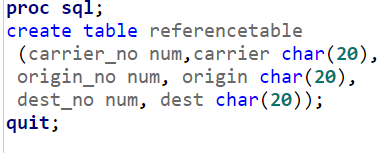 proc sql;
create table referencetable
(carrier_no num,carrier char(20),
origin_no num, origin char(20),
dest_no num, dest char(20));
quit;